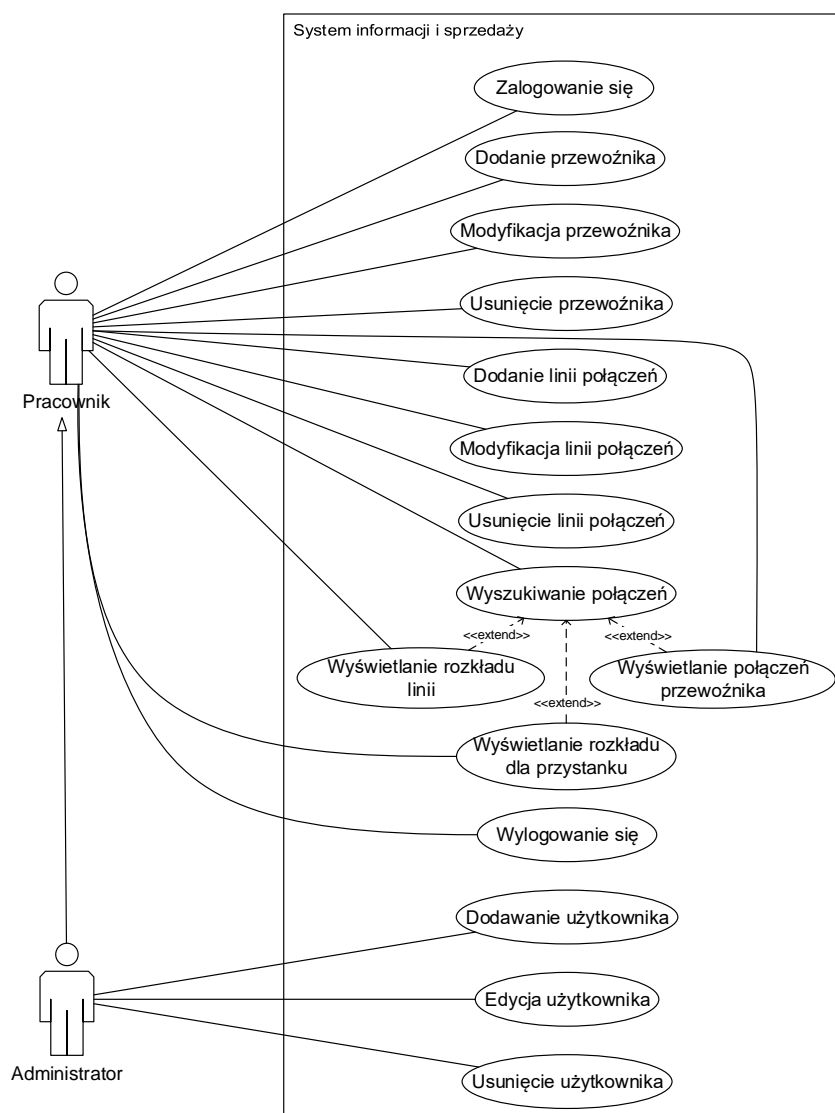 System informacji i sprzedaży
Zalogowanie się
Dodanie przewoźnika
Modyfikacja przewoźnika
Usunięcie przewoźnika
Dodanie linii połączeń
Pracownik
Modyfikacja linii połączeń
Usunięcie linii połączeń
Wyszukiwanie połączeń
<<extend>>
<<extend>>
Wyświetlanie rozkładu
linii
Wyświetlanie połączeń
przewoźnika
<<extend>>
Wyświetlanie rozkładu
dla przystanku
Wylogowanie się
Dodawanie użytkownika
Edycja użytkownika
Administrator
Usunięcie użytkownika